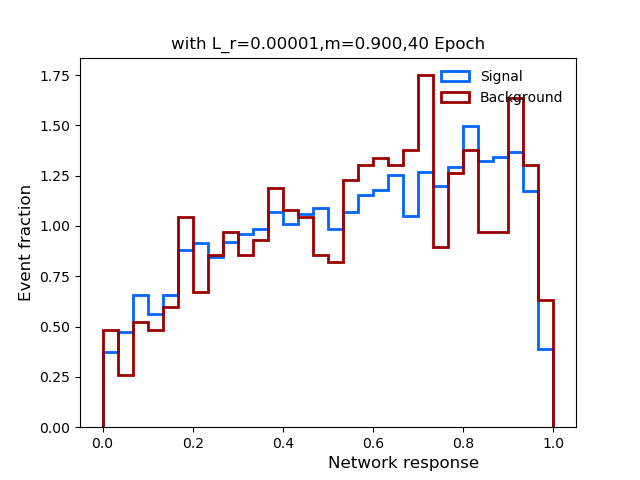 with L_r=0.00001,m=0.900,40 Epoch
Signal
Background
Event fraction
1.75
1.50
1.25
1.00
0.75
0.50
0.25
0.00
0.0 0.2 0.4 0.6 0.8 1.0
Network response